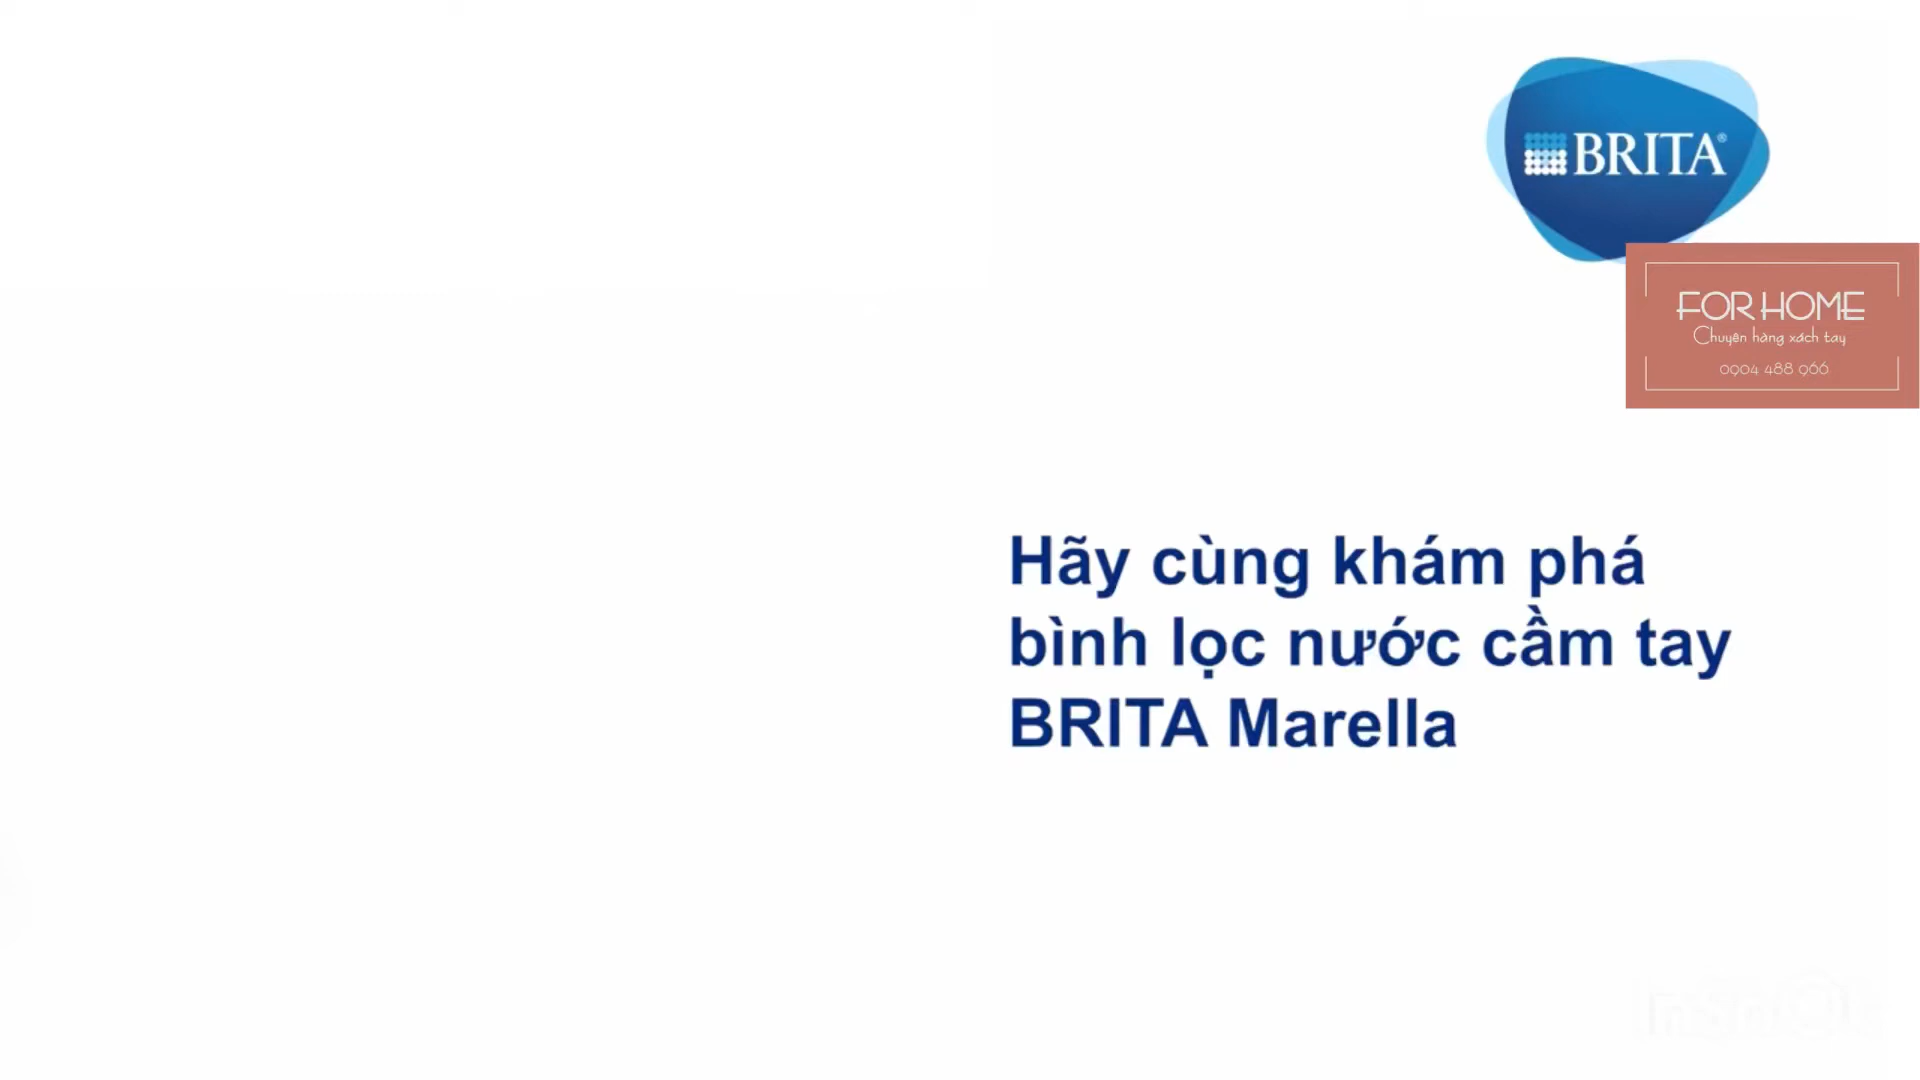 BRITA®
FOR HOME
Chuyên hàng xách tay
0904 488 966
Hãy cùng khám phá
bình lọc nước cầm tay
BRITA Marella